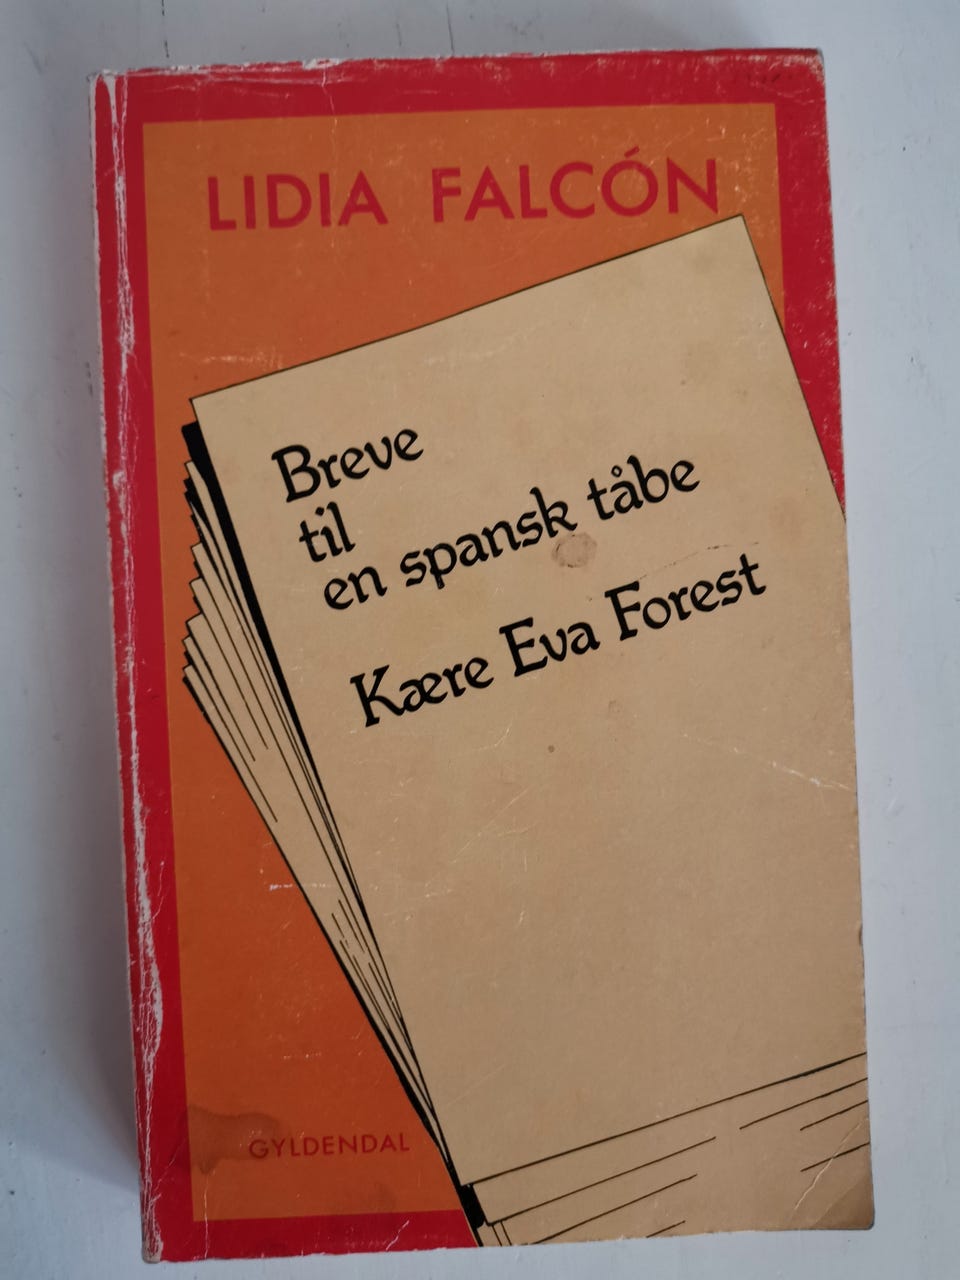 LIDIA FALCÓN
Breve
til
en spansk tåbe
Kære Eva Forest
GYLDENDAL